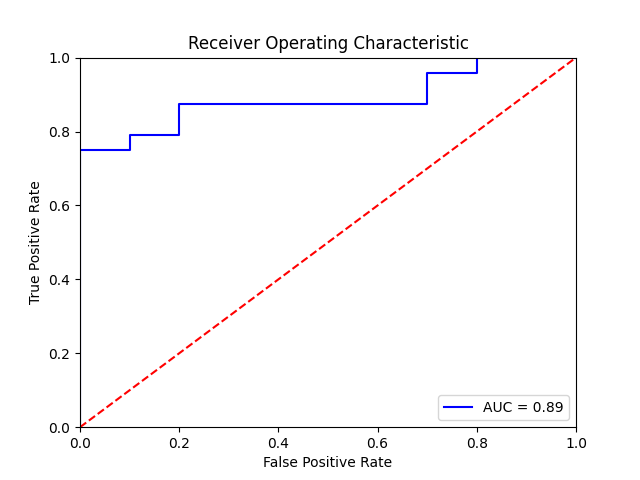 Receiver Operating Characteristic
1.0
0.8
0.6
0.4
0.2
0.0
True Positive Rate
AUC = 0.89
0.0 0.2 0.4 0.6 0.8 1.0
False Positive Rate